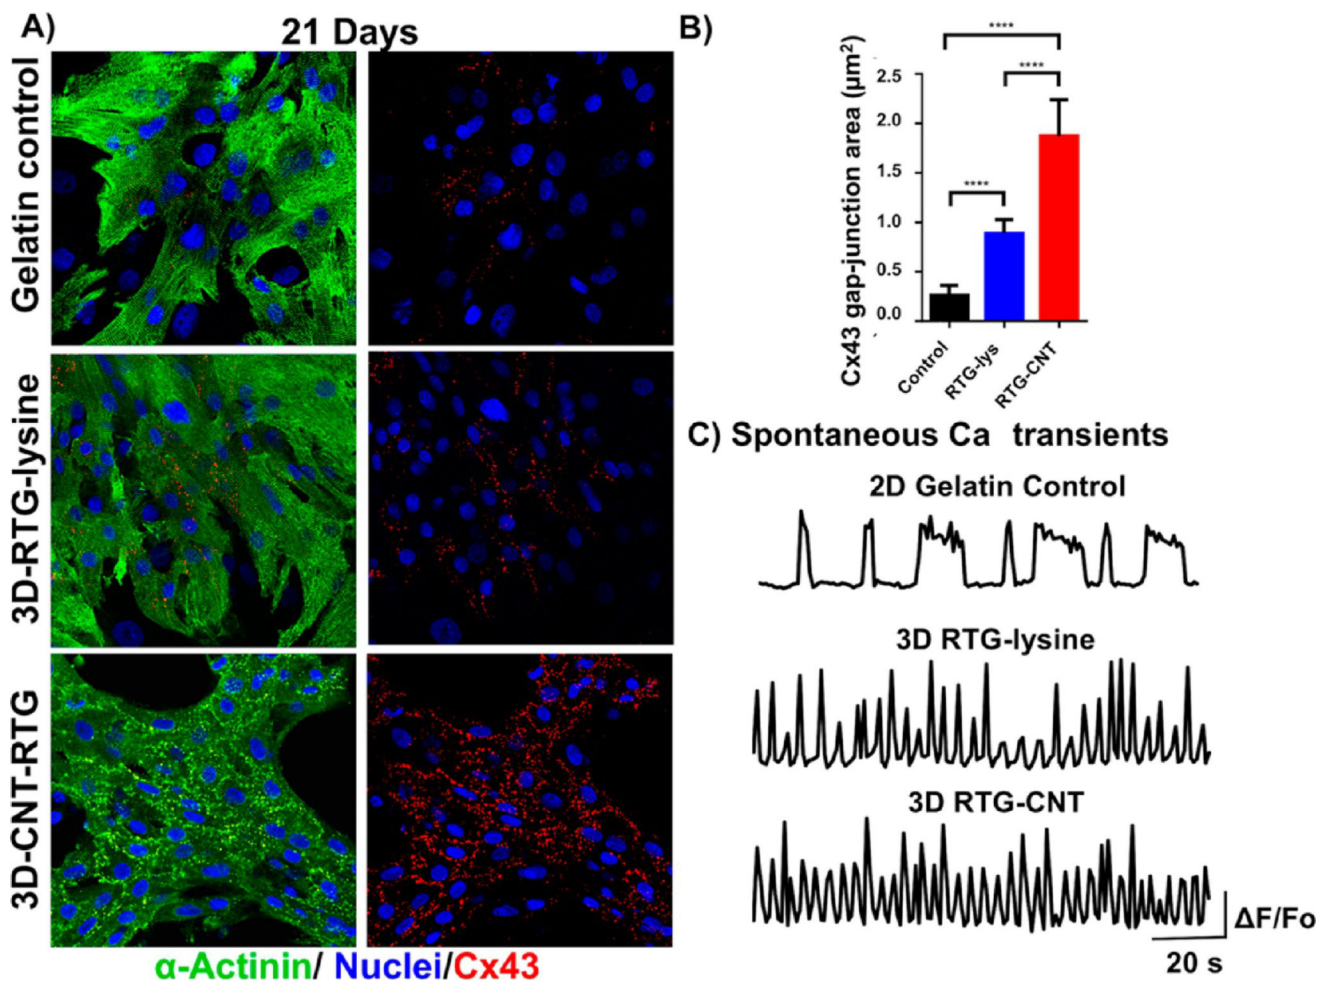 A)
21 Days
Gelatin control
3D-RTG-lysine
3D-CNT-RTG
α-Actinin/ Nuclei/Cx43
B)
Cx43 gap-junction area (µm²)
2.5
2.0
1.5
1.0
0.5
0.0
****
****
****
Control
RTG-lys
RTG-CNT
C) Spontaneous Ca transients
2D Gelatin Control
3D RTG-lysine
3D RTG-CNT
ΔF/Fo
20 s